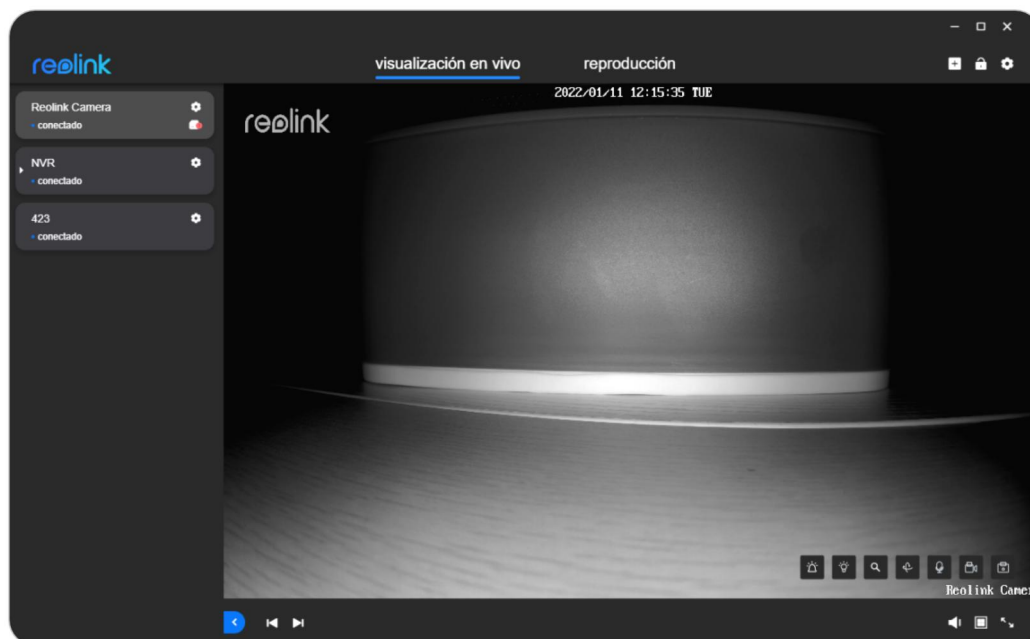 reolink
visualización en vivo
reproducción
Reolink Camera
conectado
NVR
conectado
423
conectado
2022/01/11 12:15:35 TUE
reolink
Reolink Camer